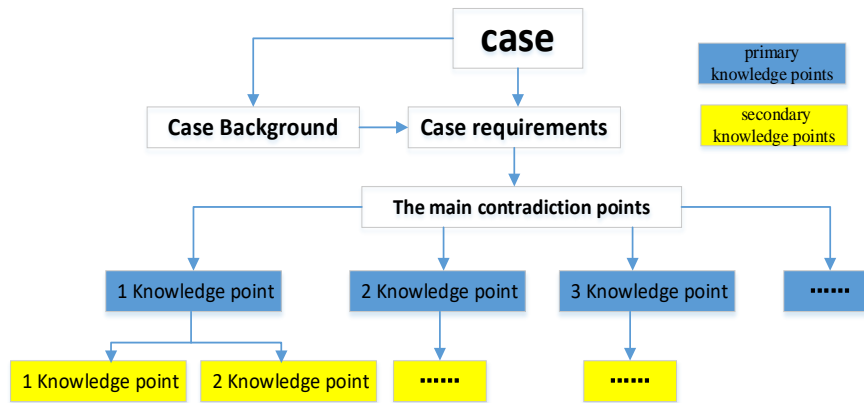 case
primary
knowledge points
Case Background
Case requirements
secondary
knowledge points
The main contradiction points
1 Knowledge point
2 Knowledge point
3 Knowledge point
······
1 Knowledge point
2 Knowledge point
······
······